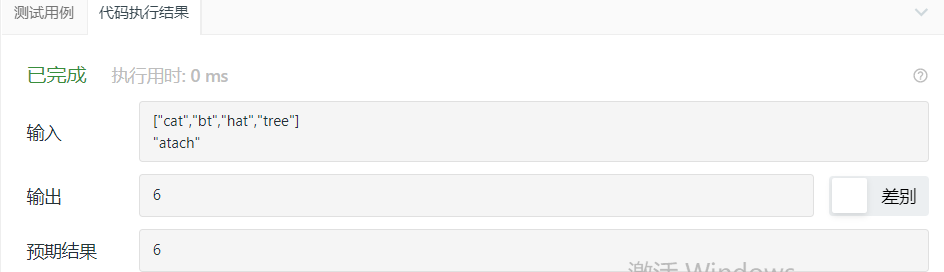 测试用例 代码执行结果
已完成 执行用时: 0 ms
输入
["cat","bt","hat","tree"]
"atach"
输出 6 差别
预期结果 6
激活 Windows